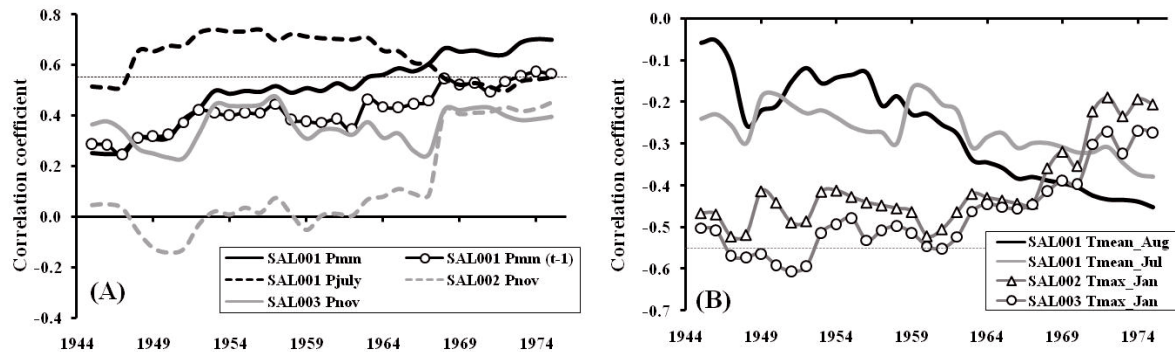 Correlation coefficient
0.8
0.6
0.4
0.2
0.0
-0.2
-0.4
(A)
SAL001 Pmm
SAL001 Pmm (t-1)
SAL001 Pjuly
SAL002 Pnov
SAL003 Pnov
1944 1949 1954 1959 1964 1969 1974
Correlation coefficient
0.0
-0.1
-0.2
-0.3
-0.4
-0.5
-0.6
-0.7
(B)
SAL001 Tmean_Aug
SAL001 Tmean_Jul
SAL002 Tmax_Jan
SAL003 Tmax_Jan
1944 1949 1954 1959 1964 1969 1974